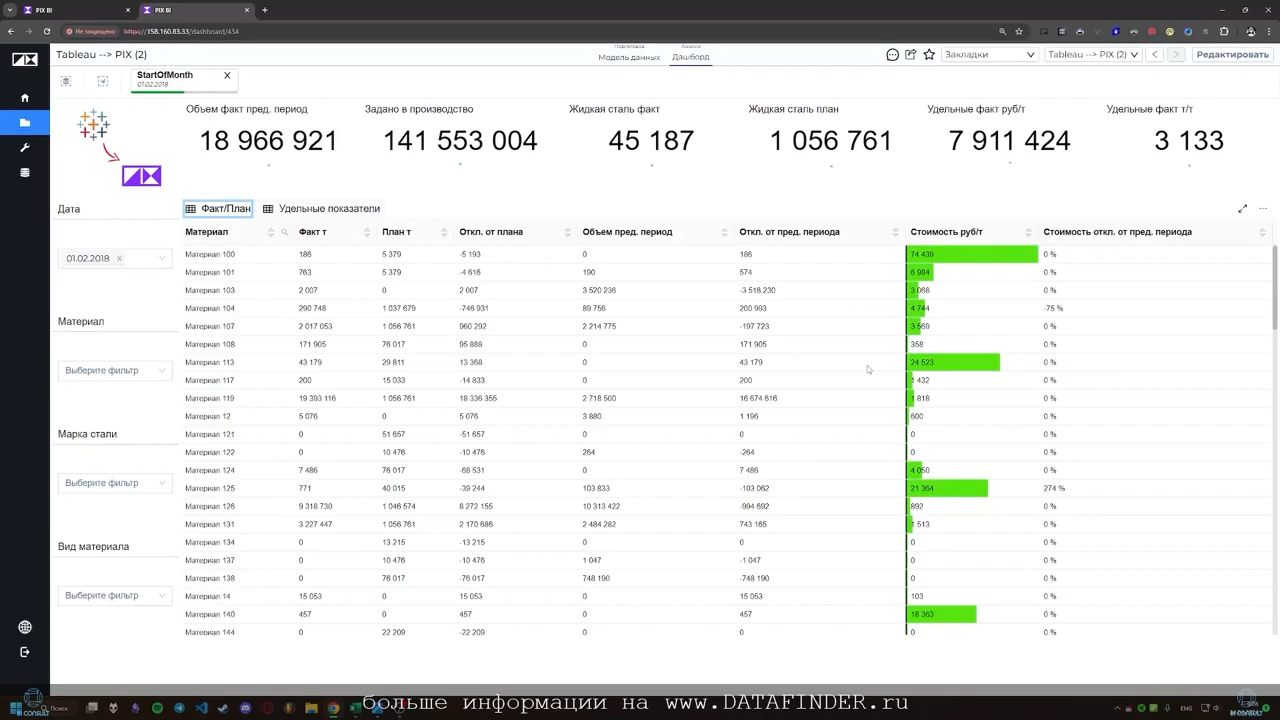 PIX BI
PIX BI
Не защищено https://158.160.83.33/dashboard/434
Tableau --> PIX (2)
Подготовка
Модель данных
Анализ
Дашборд
Закладки
Tableau --> PIX (2)
Редактировать
StartOfMonth
01.02.2018
Объем факт пред. период
Задано в производство
Жидкая сталь факт
Жидкая сталь план
Удельные факт руб/т
Удельные факт т/т
18 966 921
141 553 004
45 187
1 056 761
7 911 424
3 133
Дата
01.02.2018
Материал
Выберите фильтр
Марка стали
Выберите фильтр
Вид материала
Выберите фильтр
Факт/План
Удельные показатели
Материал Факт т План т Откл. от плана Объем пред. период Откл. от пред. периода Стоимость руб/т Стоимость откл. от пред. периода
Материал 100 186 5 379 -5 193 0 186 74 439 0 %
Материал 101 763 5 379 -4 616 190 574 6 984 0 %
Материал 103 2 007 0 2 007 3 520 236 -3 518 230 3 068 0 %
Материал 104 290 748 1 037 679 -746 931 89 756 200 993 4 744 -75 %
Материал 107 2 017 053 1 056 761 960 292 2 214 775 -197 723 3 569 0 %
Материал 108 171 905 76 017 95 888 0 171 905 358 0 %
Материал 113 43 179 29 811 13 368 0 43 179 24 523 0 %
Материал 117 200 15 033 -14 833 0 200 1 432 0 %
Материал 119 19 393 116 1 056 761 18 336 355 2 718 500 16 674 616 1 818 0 %
Материал 12 5 076 0 5 076 3 880 1 196 600 0 %
Материал 121 0 51 657 -51 657 0 0 0 0 %
Материал 122 0 10 476 -10 476 264 -264 0 0 %
Материал 124 7 486 76 017 -68 531 0 7 486 4 050 0 %
Материал 125 771 40 015 -39 244 103 833 -103 062 21 364 274 %
Материал 126 9 318 730 1 046 574 8 272 155 10 313 422 -994 692 892 0 %
Материал 131 3 227 447 1 056 761 2 170 686 2 484 282 743 165 1 513 0 %
Материал 134 0 13 215 -13 215 0 0 0 0 %
Материал 137 0 10 476 -10 476 1 047 -1 047 0 0 %
Материал 138 0 76 017 -76 017 748 190 -748 190 0 0 %
Материал 14 15 053 0 15 053 0 15 053 103 0 %
Материал 140 457 0 457 0 457 18 363 0 %
Материал 144 0 22 209 -22 209 0 0 0 0 %
больше информации на www.DATAFINDER.ru
Поиск
ENG